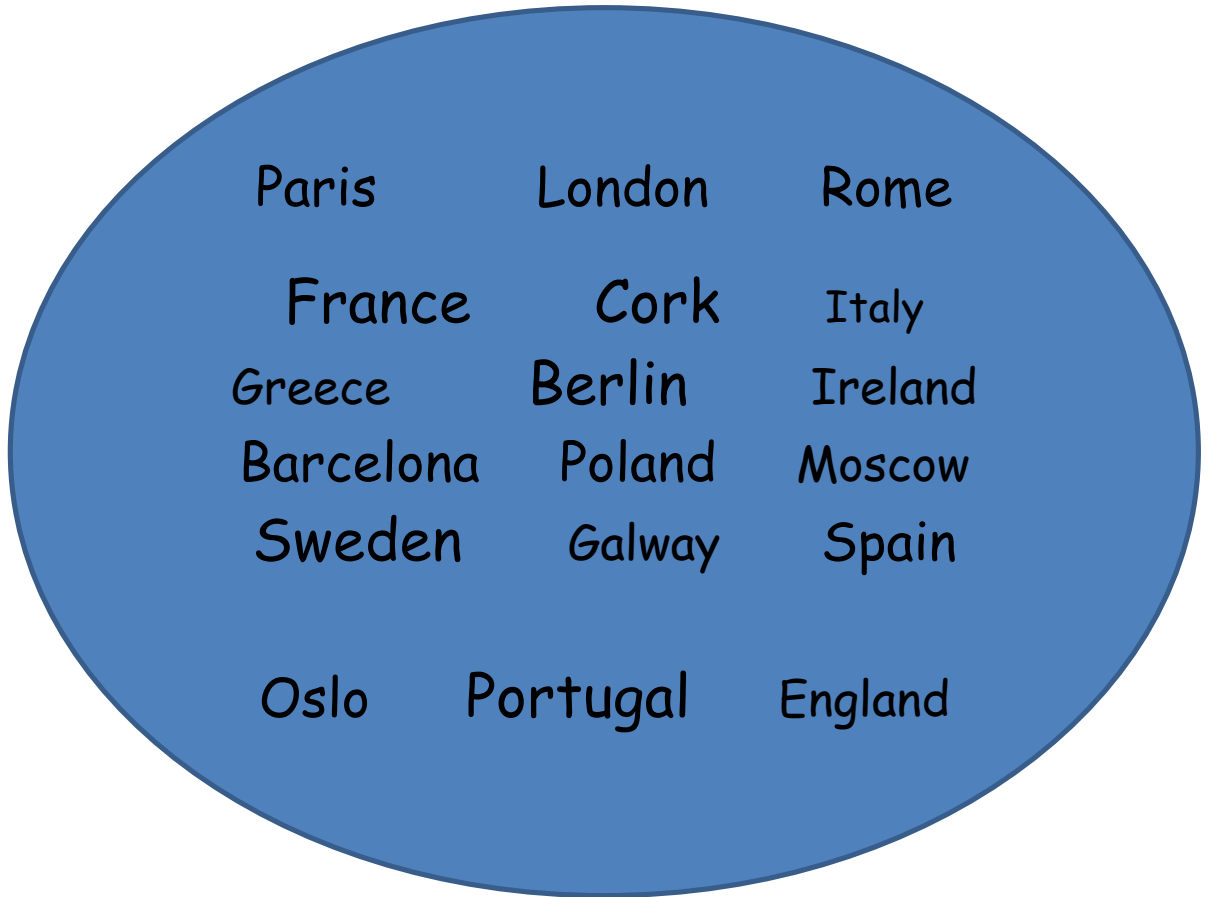 Paris London Rome
France Cork Italy
Greece Berlin Ireland
Barcelona Poland Moscow
Sweden Galway Spain
Oslo Portugal England